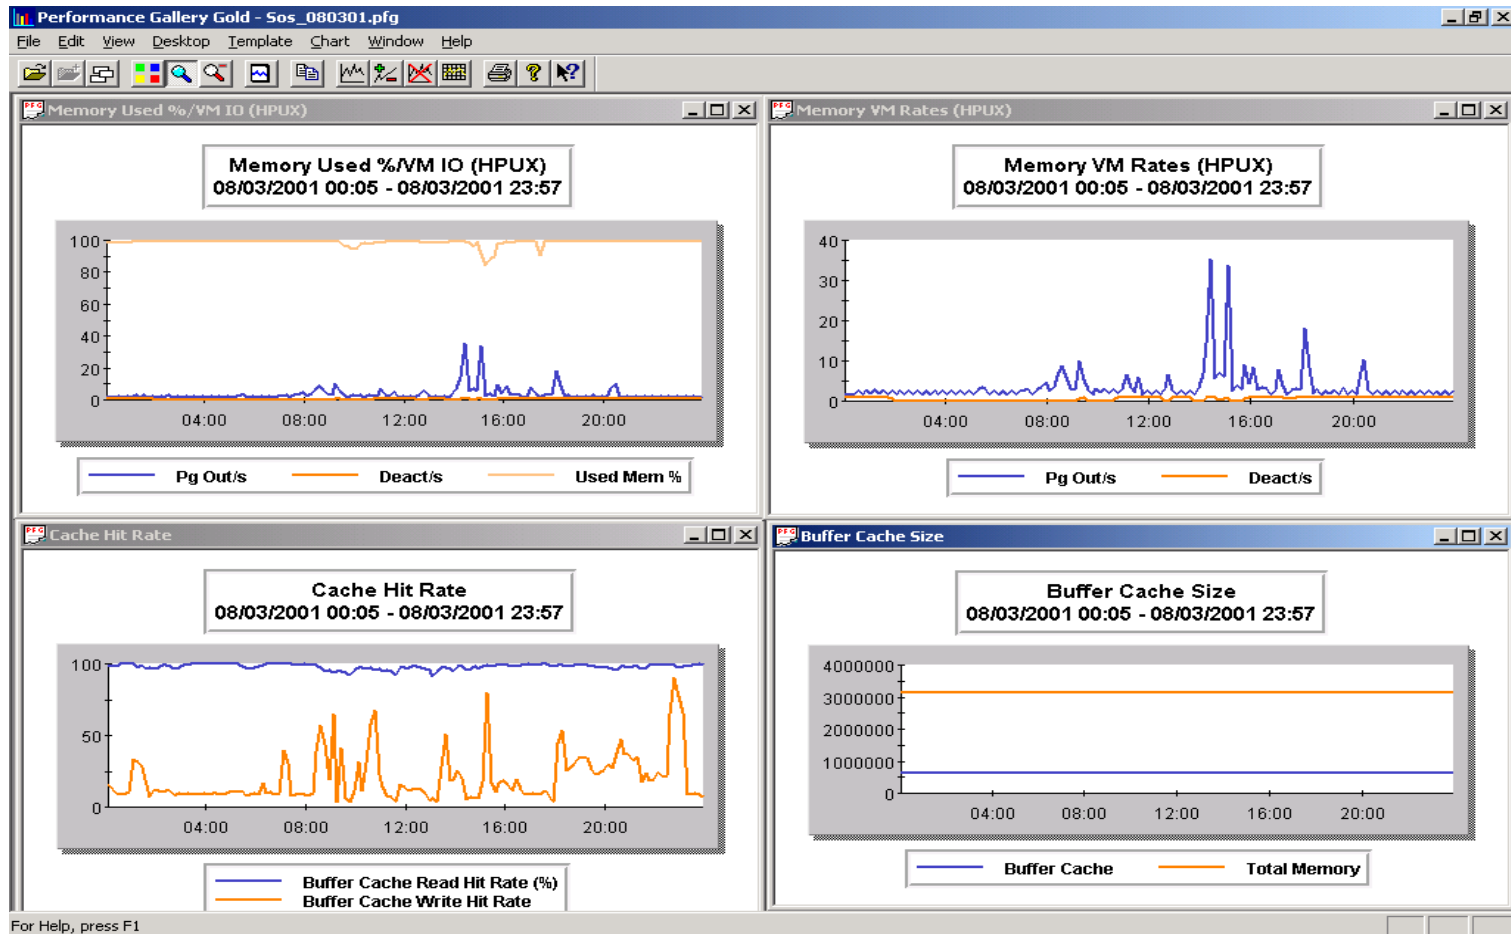 Performance Gallery Gold - Sos_080301.pfg
File Edit View Desktop Template Chart Window Help
Memory Used %/VM IO (HPUX)
Memory Used %/VM IO (HPUX)
08/03/2001 00:05 - 08/03/2001 23:57
100
80
60
40
20
0
04:00 08:00 12:00 16:00 20:00
Pg Out/s Deact/s Used Mem %
Memory VM Rates (HPUX)
Memory VM Rates (HPUX)
08/03/2001 00:05 - 08/03/2001 23:57
40
30
20
10
0
04:00 08:00 12:00 16:00 20:00
Pg Out/s Deact/s
Cache Hit Rate
Cache Hit Rate
08/03/2001 00:05 - 08/03/2001 23:57
100
50
0
04:00 08:00 12:00 16:00 20:00
Buffer Cache Read Hit Rate (%)
Buffer Cache Write Hit Rate
Buffer Cache Size
Buffer Cache Size
08/03/2001 00:05 - 08/03/2001 23:57
4000000
3000000
2000000
1000000
0
04:00 08:00 12:00 16:00 20:00
Buffer Cache Total Memory
For Help, press F1